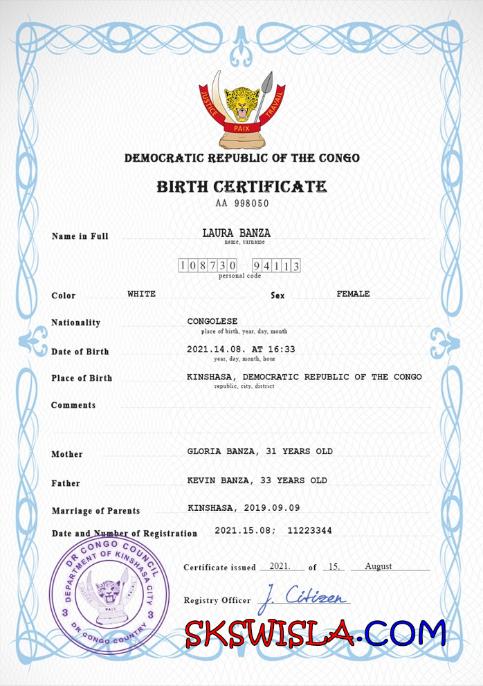 JUSTICE
PAIX
TRAVAIL
DEMOCRATIC REPUBLIC OF THE CONGO
BIRTH CERTIFICATE
AA 998050
Name in Full LAURA BANZA
name, surname
108730 94113
personal code
Color WHITE Sex FEMALE
Nationality CONGOLESE
place of birth, year, day, month
Date of Birth 2021.14.08. AT 16:33
year, day, month, hour
Place of Birth KINSHASA, DEMOCRATIC REPUBLIC OF THE CONGO
republic, city, district
Comments
Mother GLORIA BANZA, 31 YEARS OLD
Father KEVIN BANZA, 33 YEARS OLD
Marriage of Parents KINSHASA, 2019.09.09
Date and Number of Registration 2021.15.08; 11223344
DR CONGO COUNCIL
DEPARTMENT OF KINSHASA CITY
PAIX
3 3
DR CONGO COUNTRY
Certificate issued 2021. of 15. August
Registry Officer J. Citizen
SKSWISLA.COM